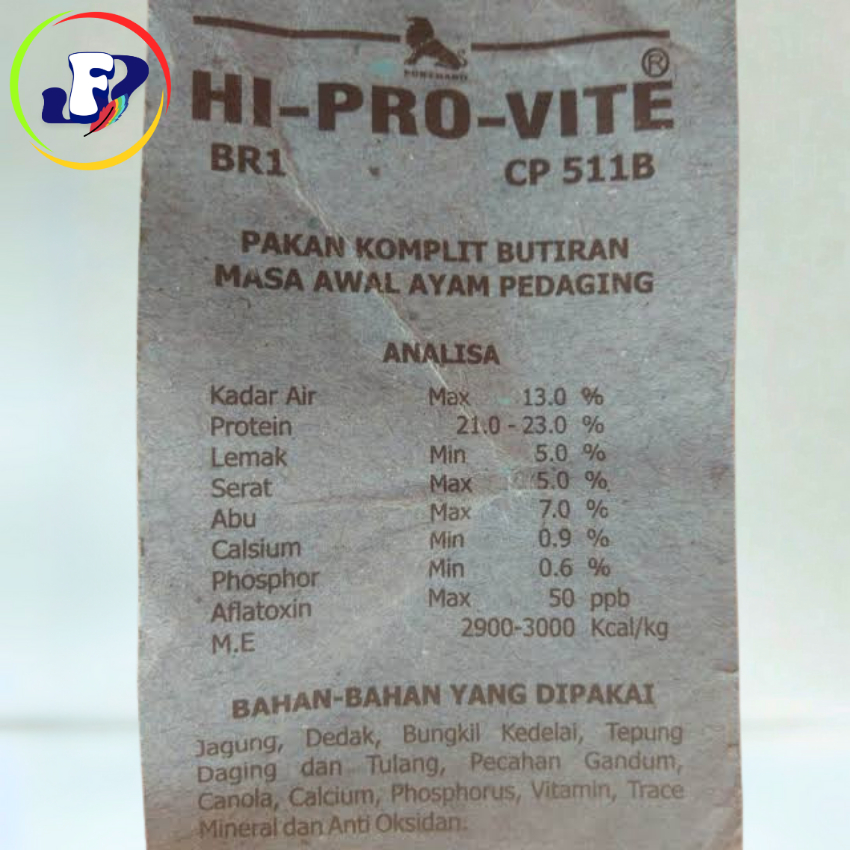 JFP
POKPHAND
HI-PRO-VITE®
BR1 CP 511B
PAKAN KOMPLIT BUTIRAN
MASA AWAL AYAM PEDAGING
ANALISA
Kadar Air Max 13.0 %
Protein 21.0 - 23.0 %
Lemak Min 5.0 %
Serat Max 5.0 %
Abu Max 7.0 %
Calsium Min 0.9 %
Phosphor Min 0.6 %
Aflatoxin Max 50 ppb
M.E 2900-3000 Kcal/kg
BAHAN-BAHAN YANG DIPAKAI
Jagung, Dedak, Bungkil Kedelai, Tepung
Daging dan Tulang, Pecahan Gandum,
Canola, Calcium, Phosphorus, Vitamin, Trace
Mineral dan Anti Oksidan.